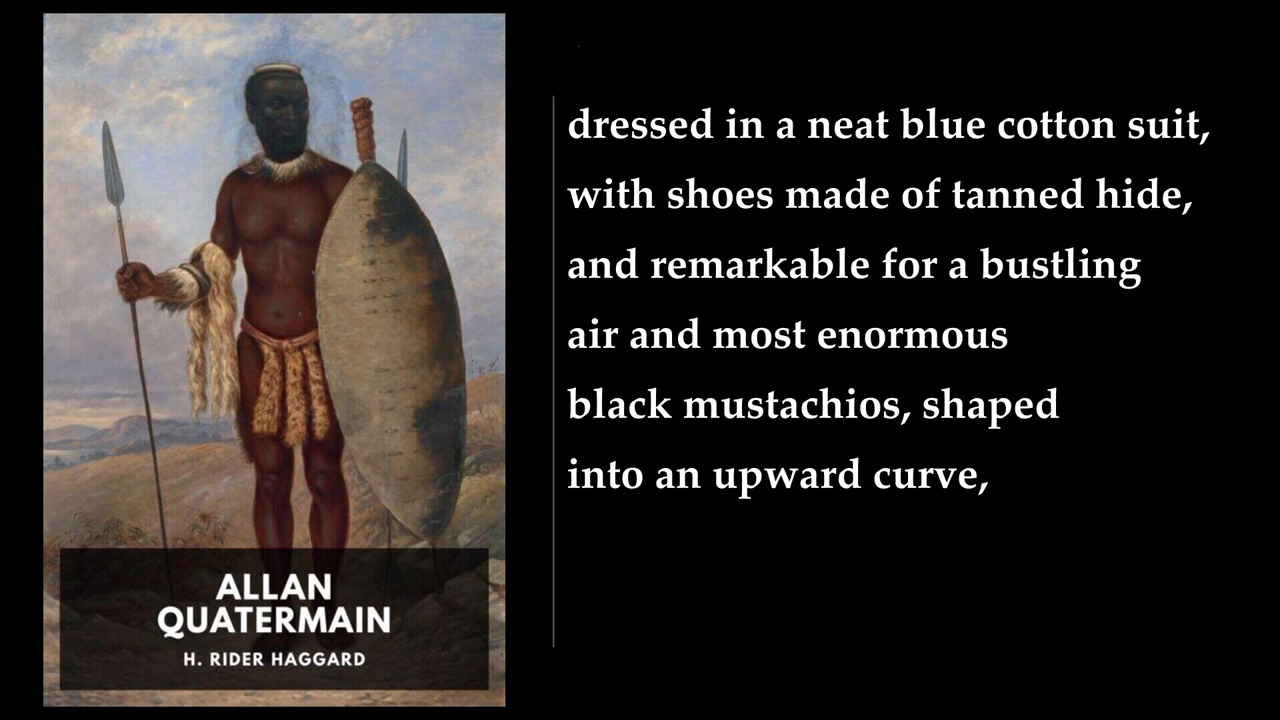 ALLAN
QUATERMAIN
H. RIDER HAGGARD
dressed in a neat blue cotton suit,
with shoes made of tanned hide,
and remarkable for a bustling
air and most enormous
black mustachios, shaped
into an upward curve,